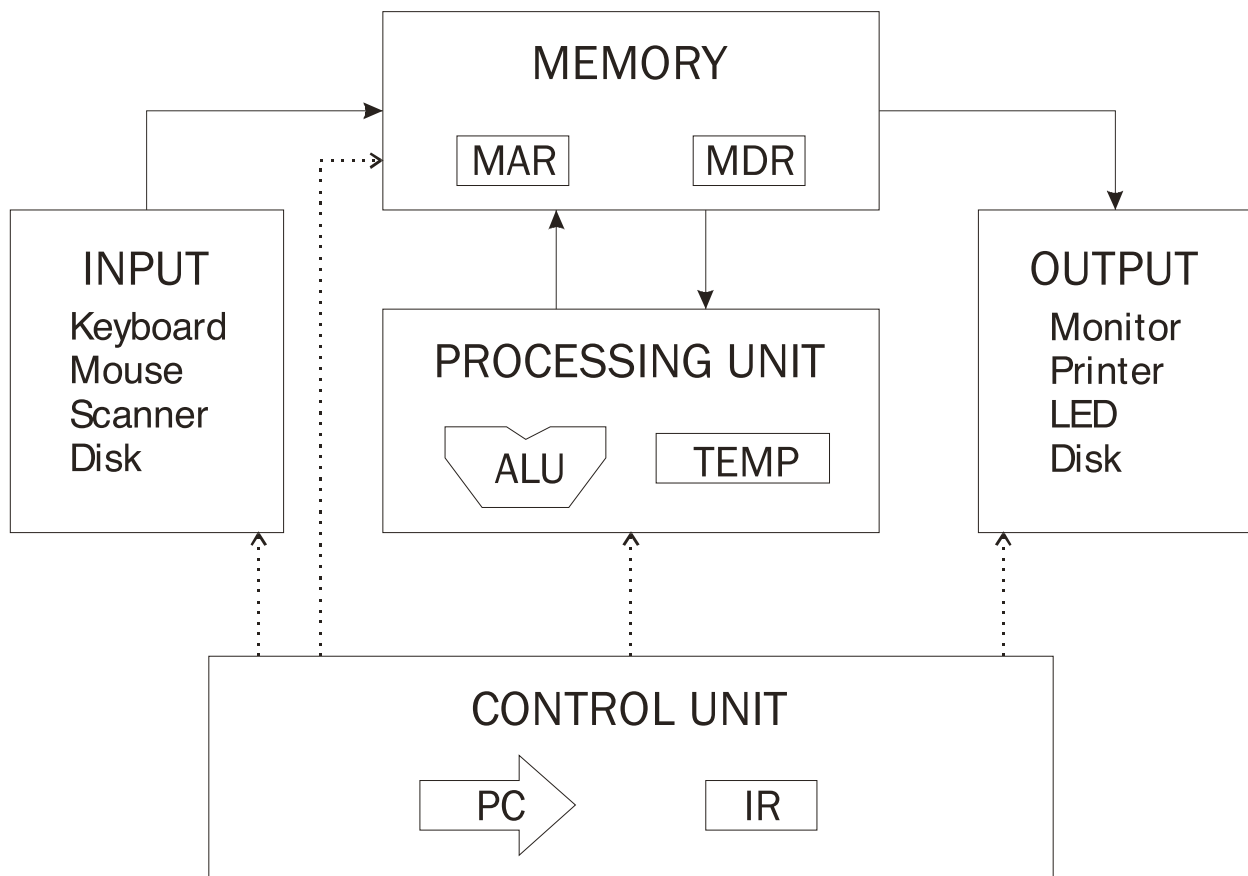 MEMORY
MAR
MDR
INPUT
Keyboard
Mouse
Scanner
Disk
PROCESSING UNIT
ALU
TEMP
OUTPUT
Monitor
Printer
LED
Disk
CONTROL UNIT
PC
IR